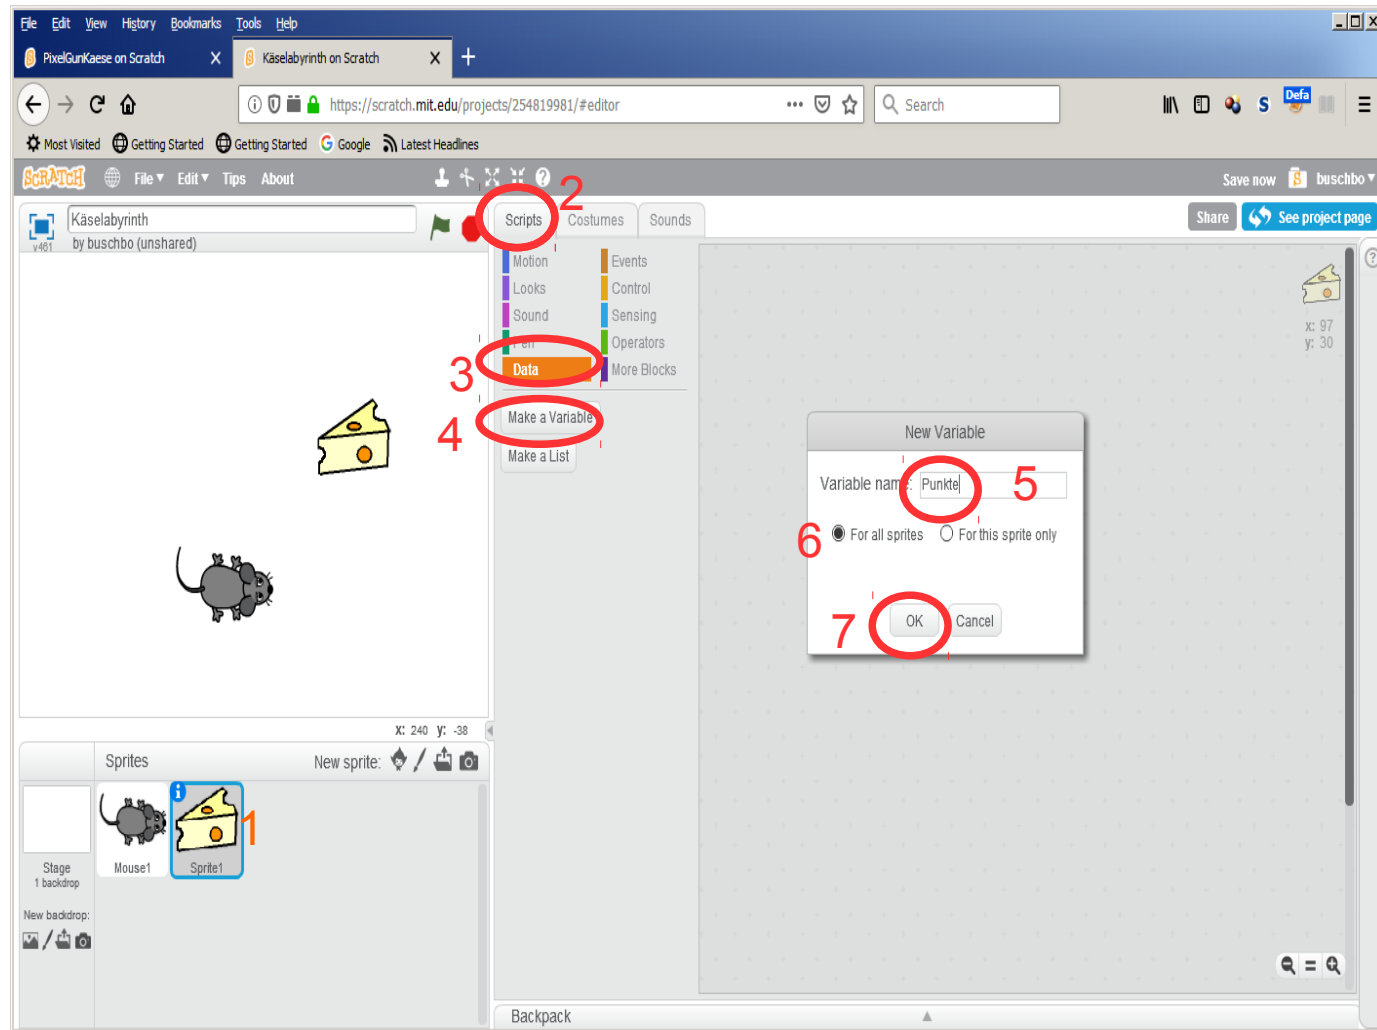 File Edit View History Bookmarks Tools Help
PixelGunKaese on Scratch X Käselabyrinth on Scratch X +
https://scratch.mit.edu/projects/254819981/#editor ... Search Defa
Most Visited Getting Started Getting Started Google Latest Headlines
SCRATCH File Edit Tips About Save now buschbo
2
Käselabyrinth Scripts Costumes Sounds Share See project page
v461 by buschbo (unshared)
Motion Events
Looks Control
Sound Sensing
x: 97
Pen Operators
y: 30
3 Data More Blocks
4 Make a Variable
Make a List
New Variable
Variable name: Punkte 5
6 For all sprites For this sprite only
7 OK Cancel
x: 240 y: -38
Sprites New sprite:
1
Stage Mouse1 Sprite1
1 backdrop
New backdrop:
Backpack